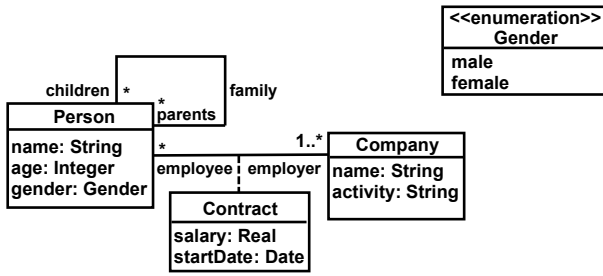 <<enumeration>>
Gender
male
female
children * family
*
parents
Person
name: String
age: Integer
gender: Gender
* 1..*
employee employer
Company
name: String
activity: String
Contract
salary: Real
startDate: Date